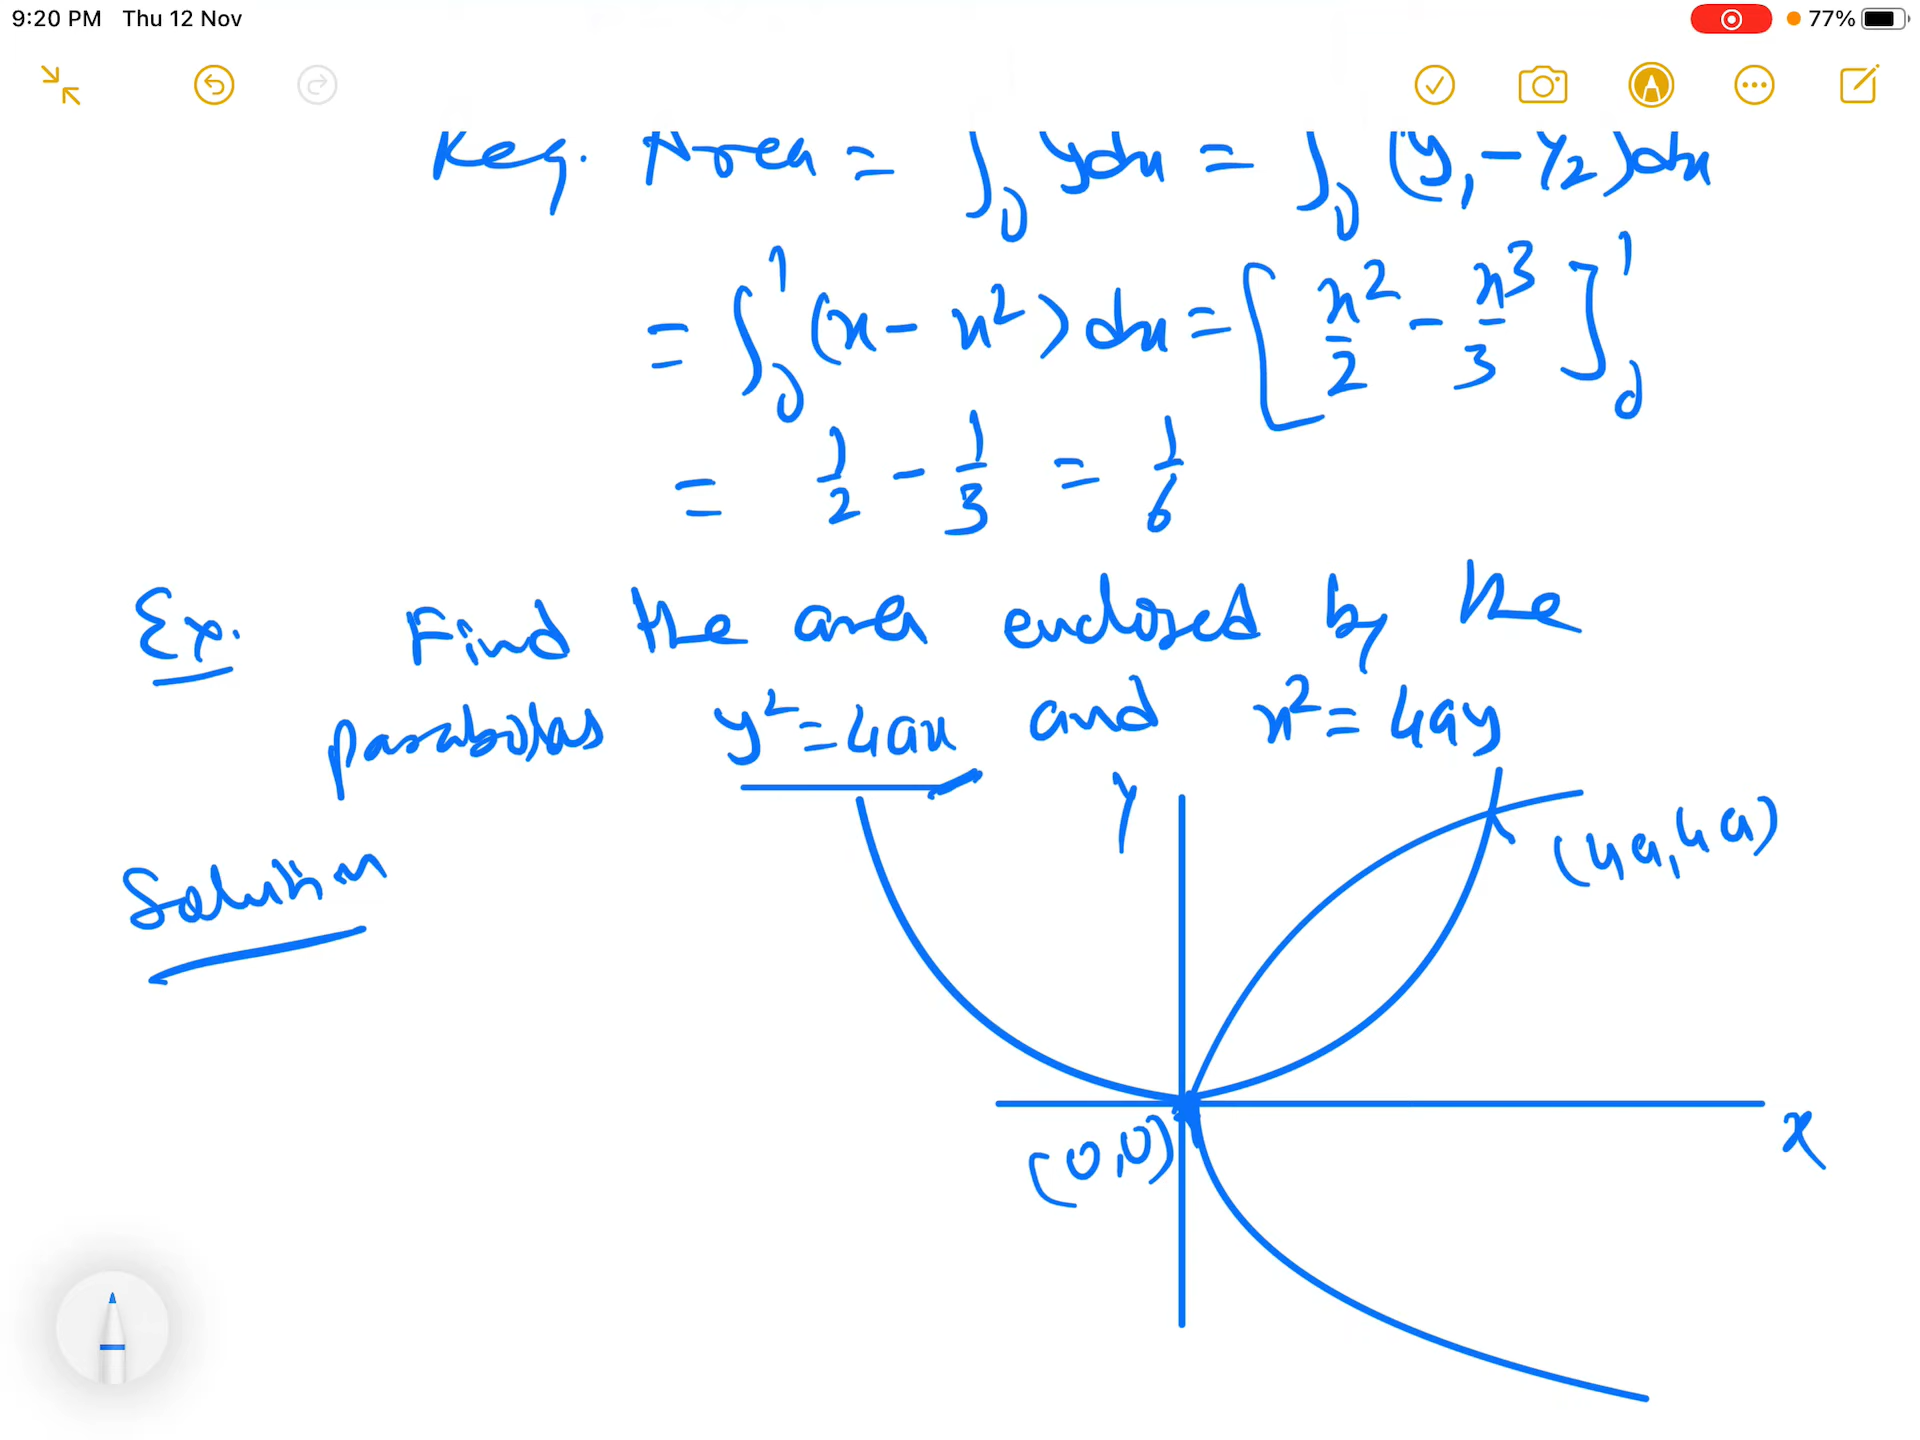 9:20 PM Thu 12 Nov 77%
Req. Area = ∫₀ ydx = ∫₀ (y₁-y₂)dx
= ∫₀¹ (x-x²) dx = [x²/2 - x³/3]₀¹
= 1/2 - 1/3 = 1/6
Ex. Find the area enclosed by the
parabolas y²=4ax and x²=4ay
Y
(4a,4a)
Solution
(0,0)
x